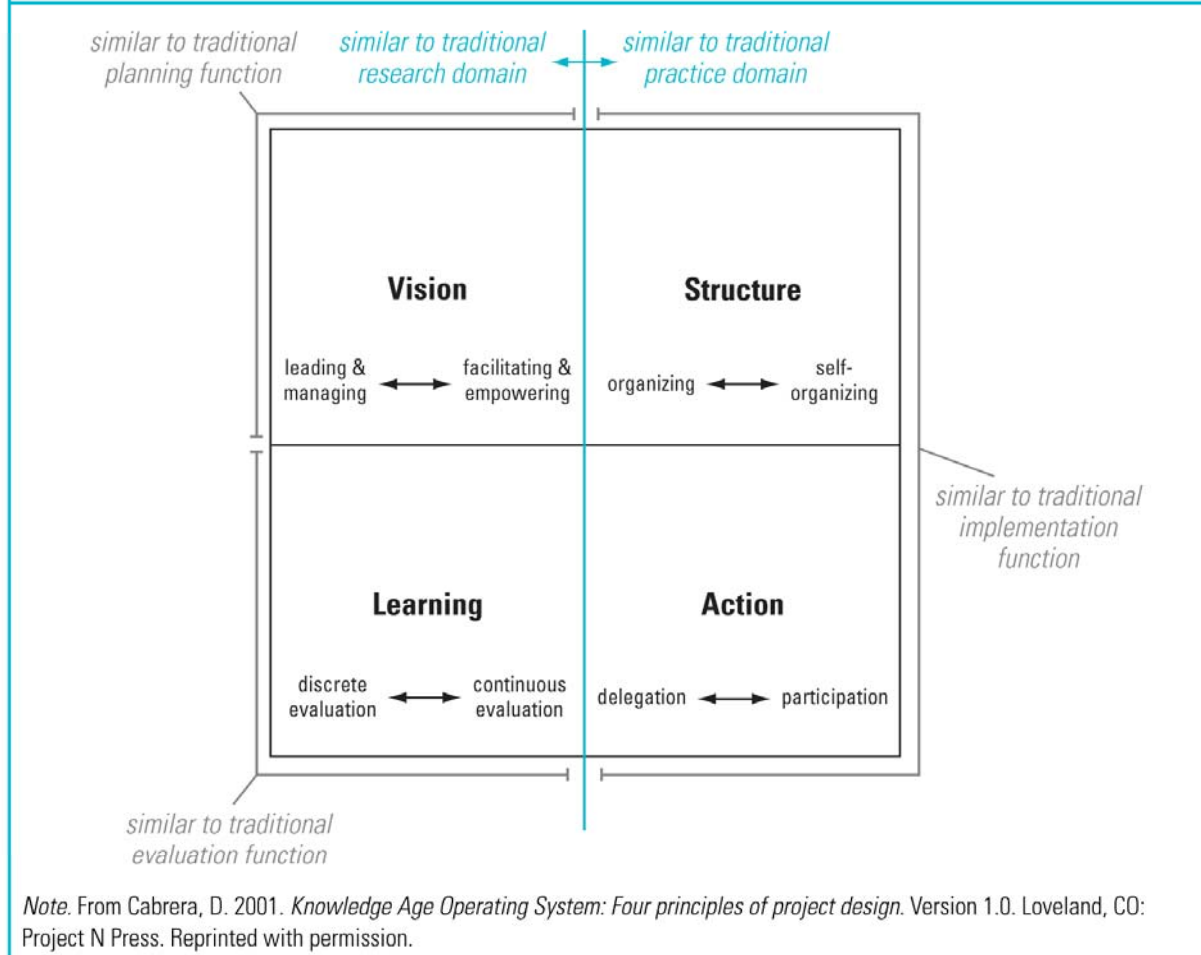 similar to traditional
planning function
similar to traditional
research domain
similar to traditional
practice domain
Vision
leading &
managing
facilitating &
empowering
Structure
organizing
self-
organizing
similar to traditional
implementation
function
Learning
discrete
evaluation
continuous
evaluation
Action
delegation
participation
similar to traditional
evaluation function
Note. From Cabrera, D. 2001. Knowledge Age Operating System: Four principles of project design. Version 1.0. Loveland, CO:
Project N Press. Reprinted with permission.